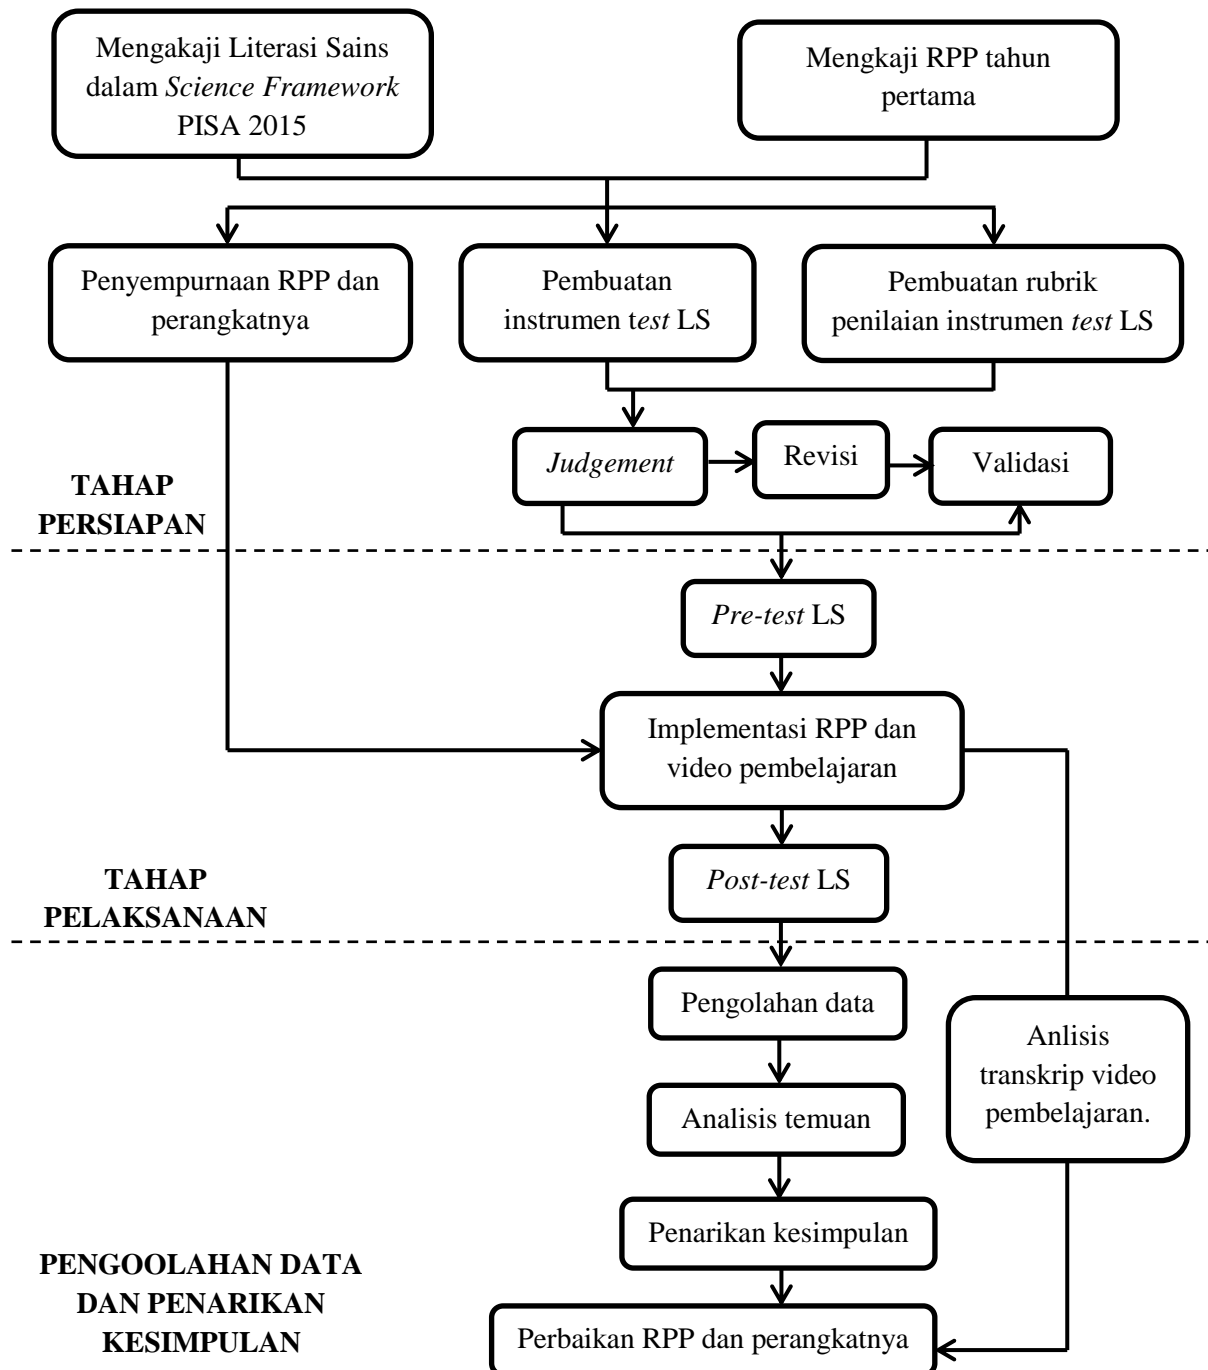 Mengakaji Literasi Sains
dalam Science Framework
PISA 2015
Mengkaji RPP tahun
pertama
Penyempurnaan RPP dan
perangkatnya
Pembuatan
instrumen test LS
Pembuatan rubrik
penilaian instrumen test LS
Judgement
Revisi
Validasi
TAHAP
PERSIAPAN
Pre-test LS
Implementasi RPP dan
video pembelajaran
Post-test LS
TAHAP
PELAKSANAAN
Pengolahan data
Anlisis
transkrip video
pembelajaran.
Analisis temuan
Penarikan kesimpulan
PENGOOLAHAN DATA
DAN PENARIKAN
KESIMPULAN
Perbaikan RPP dan perangkatnya